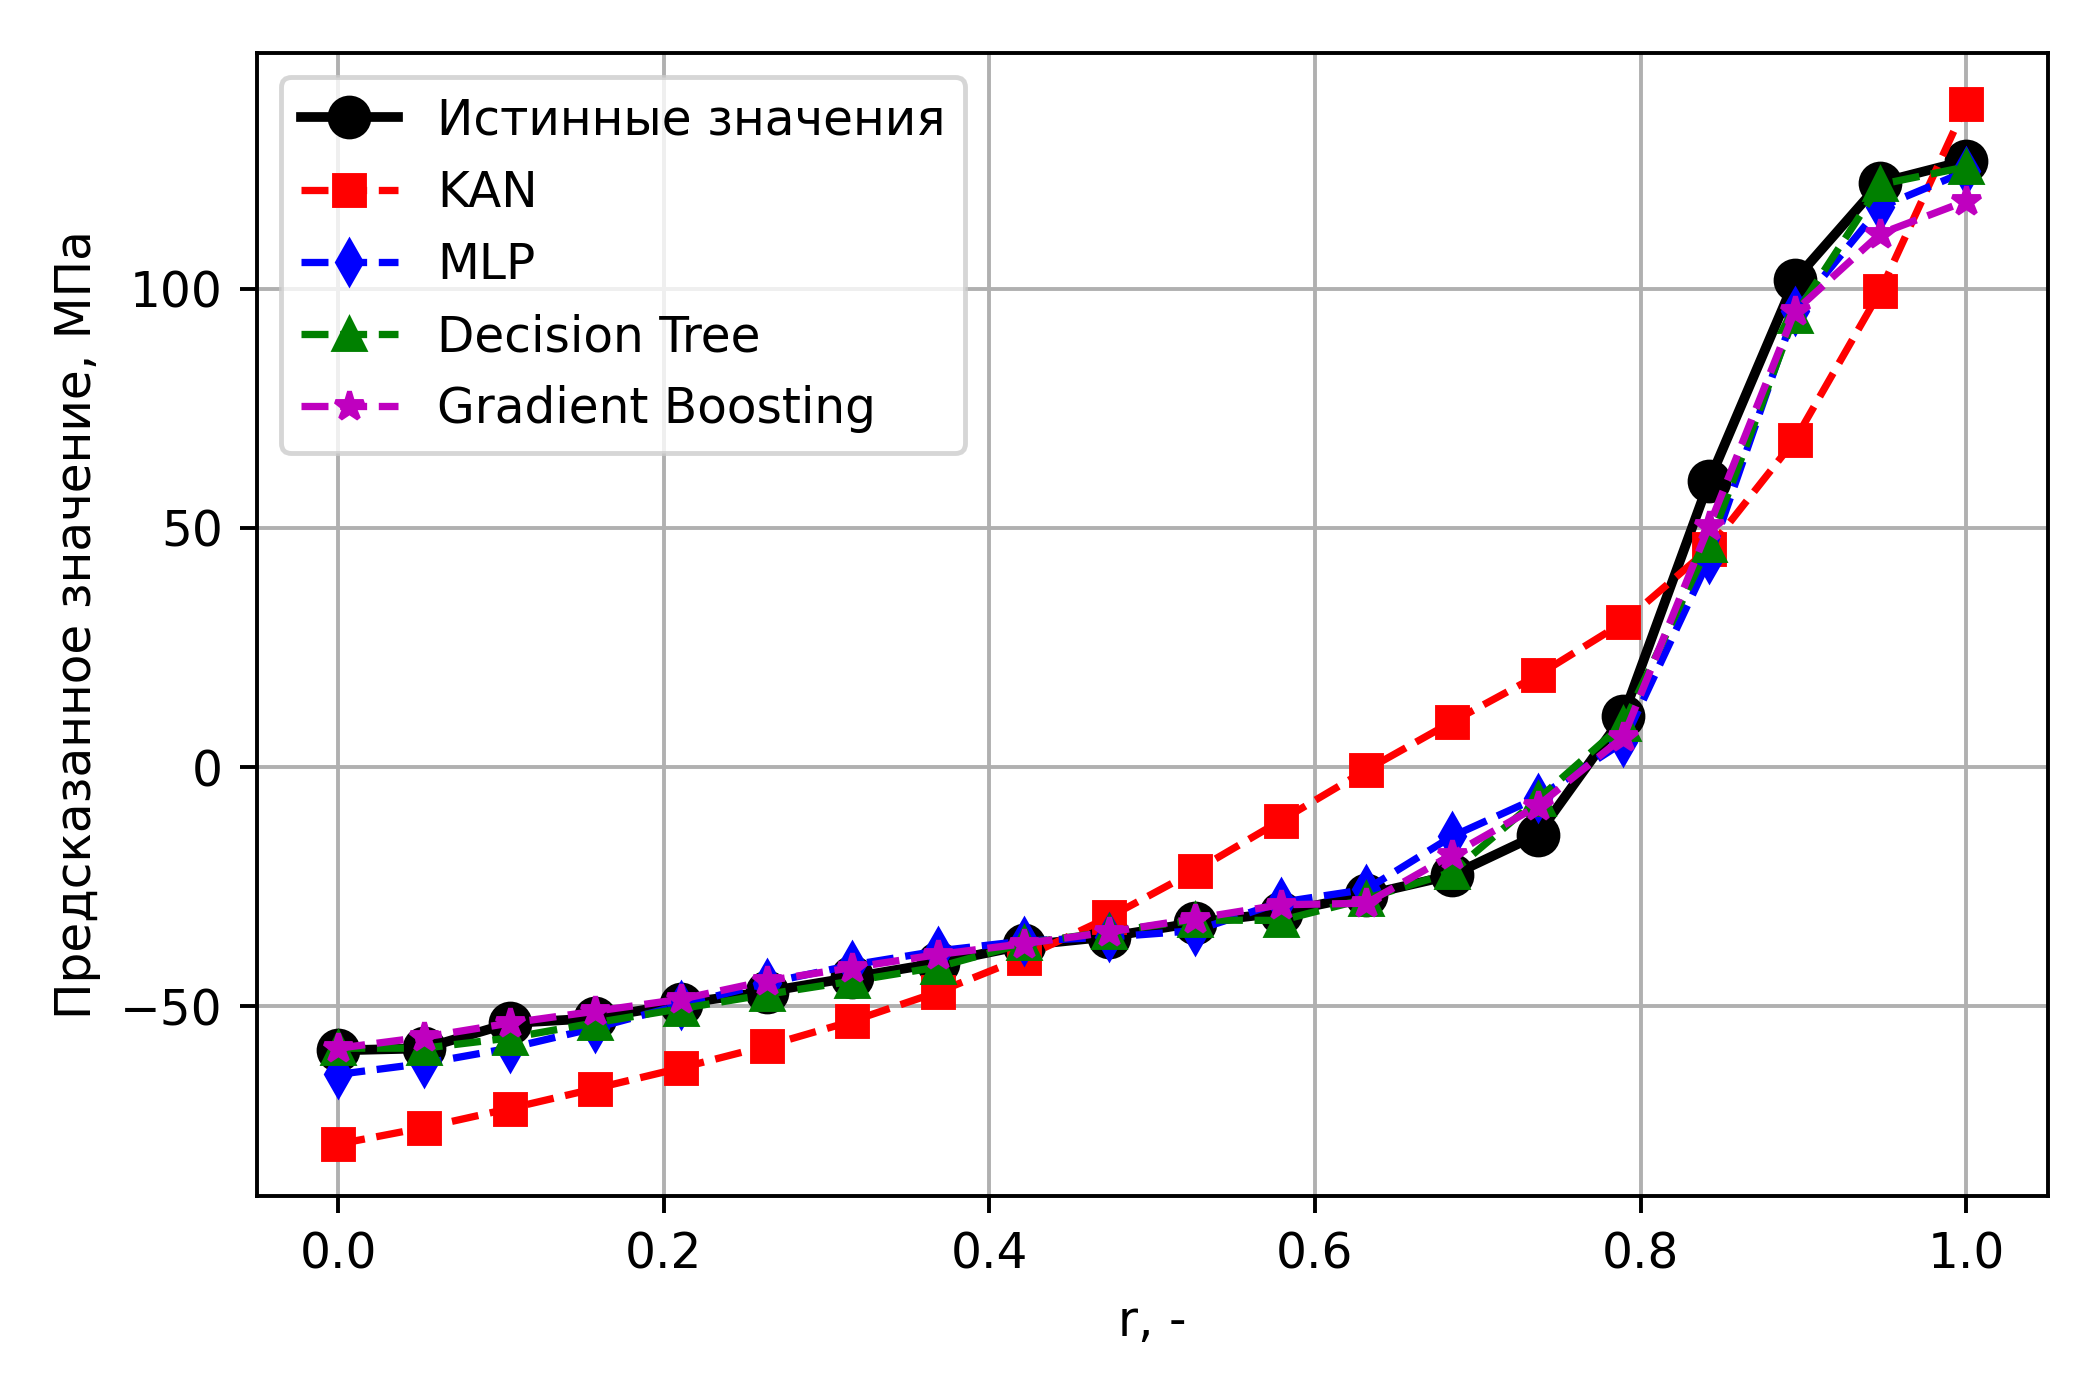 Истинные значения
KAN
MLP
Decision Tree
Gradient Boosting
Предсказанное значение, МПа
100
50
0
−50
0.0 0.2 0.4 0.6 0.8 1.0
r, -